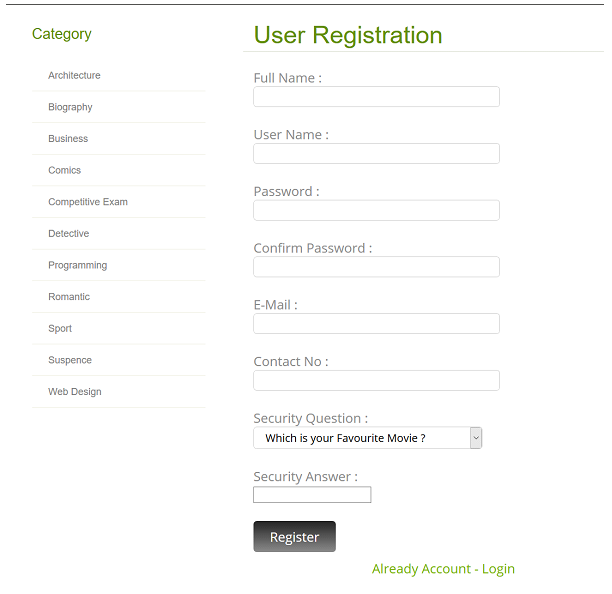 Category
Architecture
Biography
Business
Comics
Competitive Exam
Detective
Programming
Romantic
Sport
Suspence
Web Design
User Registration
Full Name :
User Name :
Password :
Confirm Password :
E-Mail :
Contact No :
Security Question :
Which is your Favourite Movie ?
Security Answer :
Register
Already Account - Login